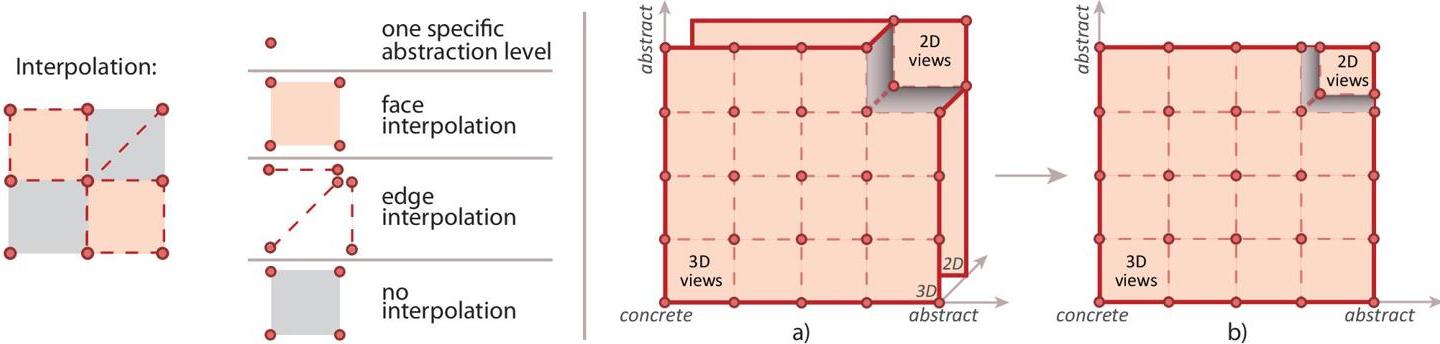 Interpolation:
one specific
abstraction level
face
interpolation
edge
interpolation
no
interpolation
abstract
2D
views
3D
views
2D
3D
concrete
abstract
a)
abstract
2D
views
3D
views
concrete
abstract
b)